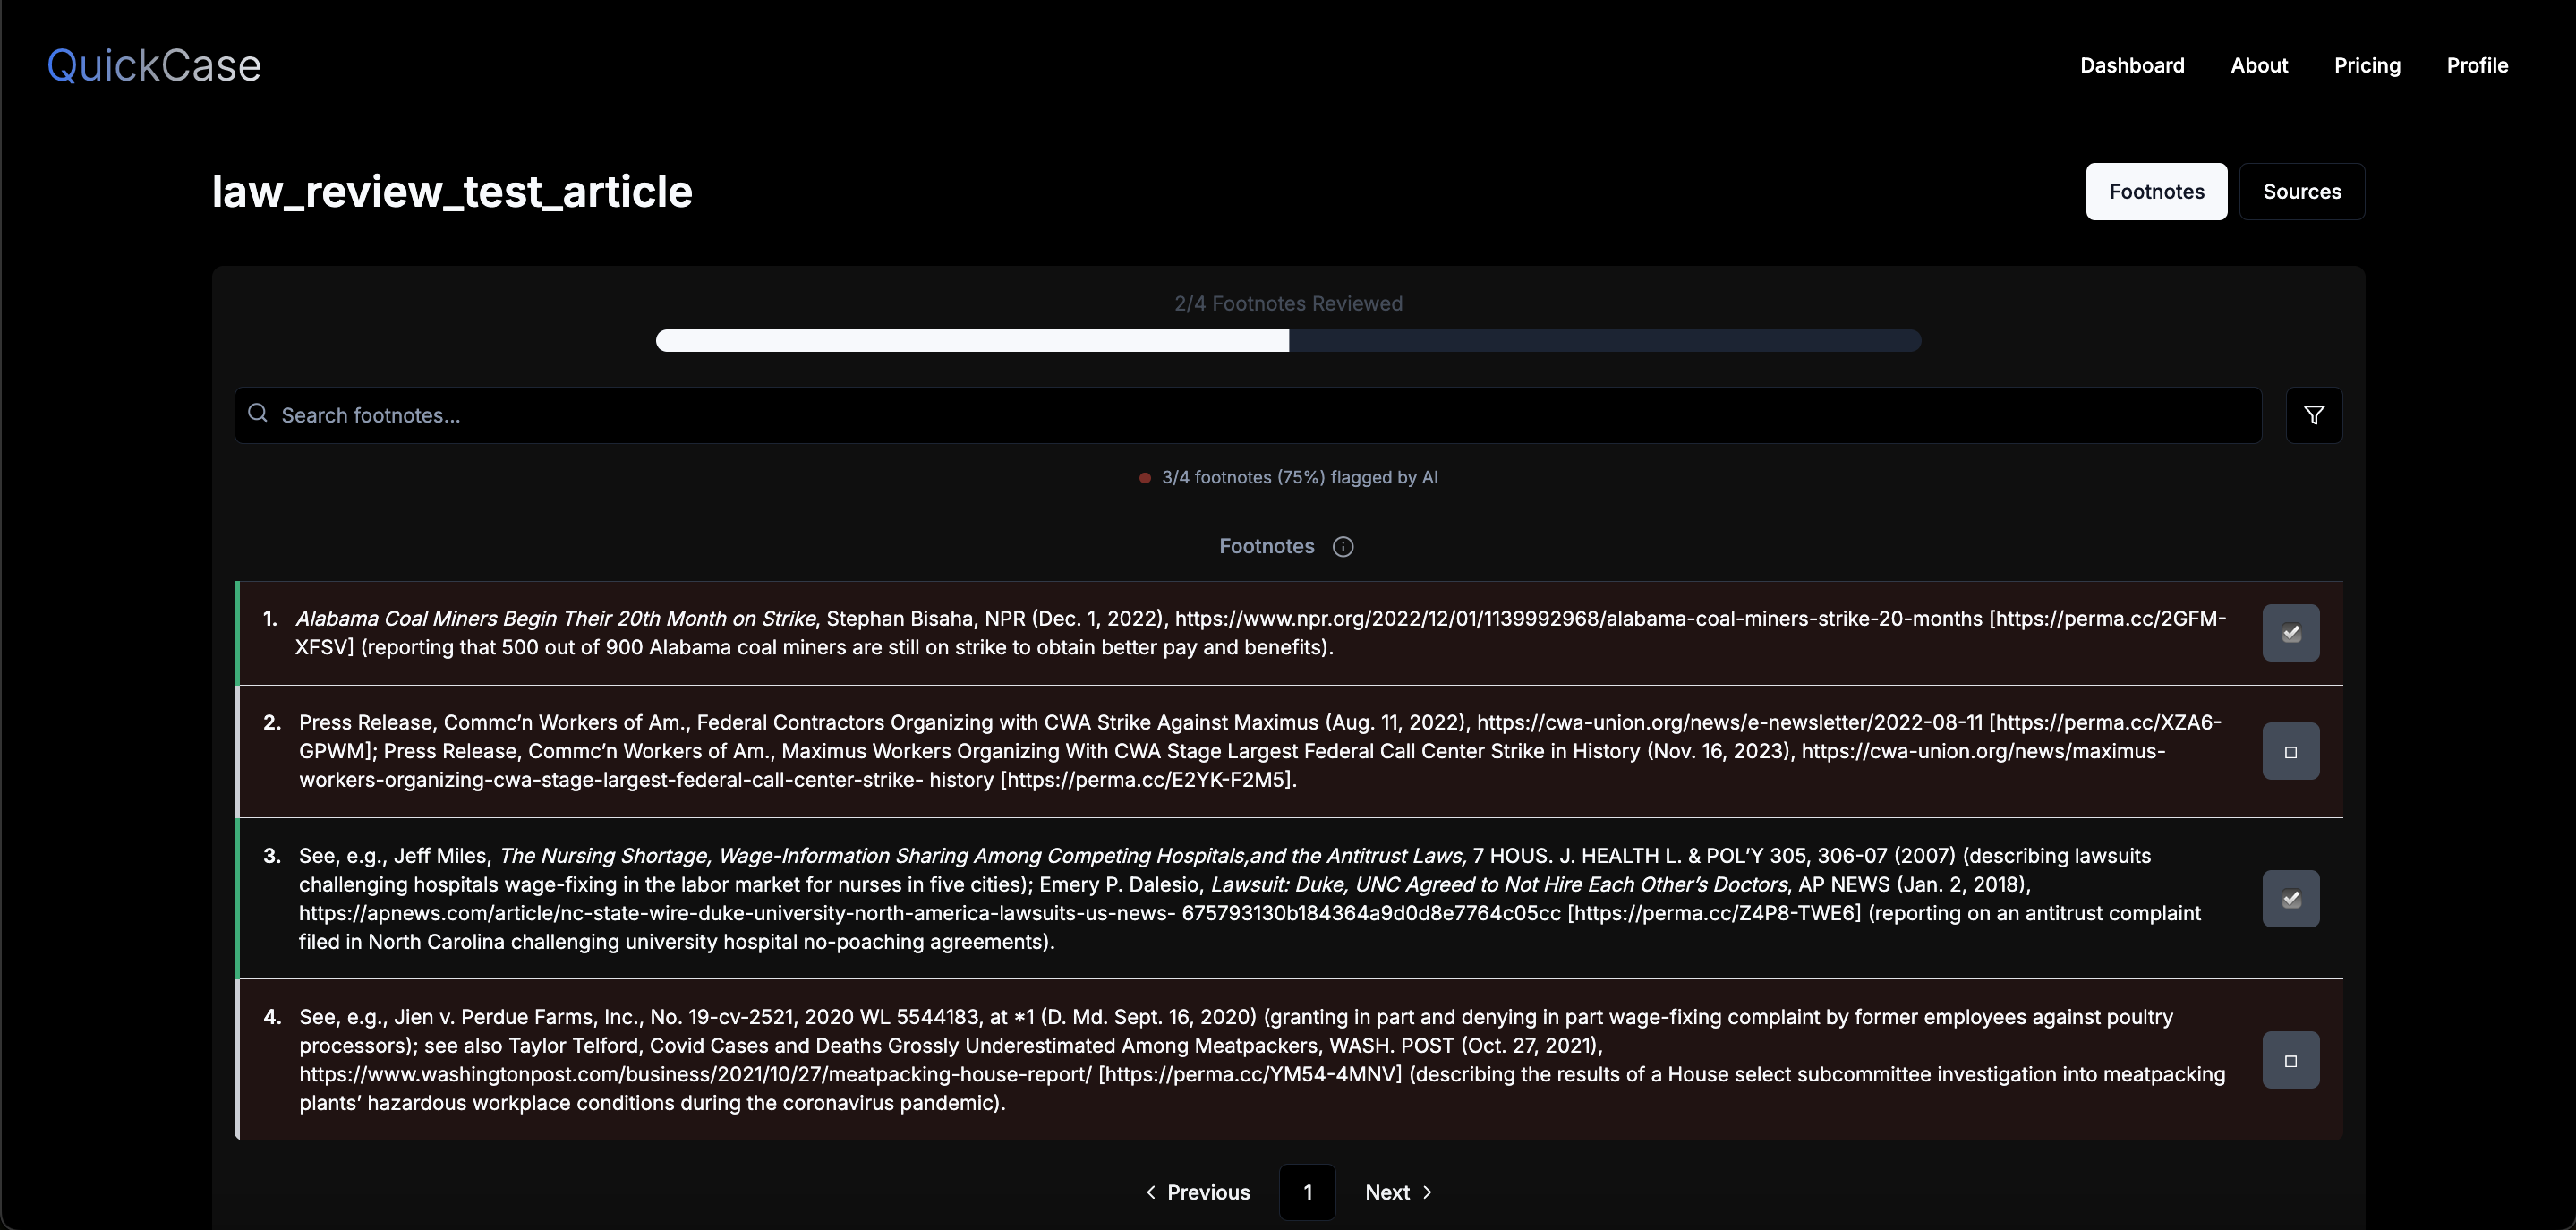 QuickCase
Dashboard About Pricing Profile
law_review_test_article
Footnotes Sources
2/4 Footnotes Reviewed
Search footnotes...
3/4 footnotes (75%) flagged by AI
Footnotes
1. Alabama Coal Miners Begin Their 20th Month on Strike, Stephan Bisaha, NPR (Dec. 1, 2022), https://www.npr.org/2022/12/01/1139992968/alabama-coal-miners-strike-20-months [https://perma.cc/2GFM-
XFSV] (reporting that 500 out of 900 Alabama coal miners are still on strike to obtain better pay and benefits).
2. Press Release, Commc’n Workers of Am., Federal Contractors Organizing with CWA Strike Against Maximus (Aug. 11, 2022), https://cwa-union.org/news/e-newsletter/2022-08-11 [https://perma.cc/XZA6-
GPWM]; Press Release, Commc’n Workers of Am., Maximus Workers Organizing With CWA Stage Largest Federal Call Center Strike in History (Nov. 16, 2023), https://cwa-union.org/news/maximus-
workers-organizing-cwa-stage-largest-federal-call-center-strike- history [https://perma.cc/E2YK-F2M5].
3. See, e.g., Jeff Miles, The Nursing Shortage, Wage-Information Sharing Among Competing Hospitals,and the Antitrust Laws, 7 HOUS. J. HEALTH L. & POL’Y 305, 306-07 (2007) (describing lawsuits
challenging hospitals wage-fixing in the labor market for nurses in five cities); Emery P. Dalesio, Lawsuit: Duke, UNC Agreed to Not Hire Each Other’s Doctors, AP NEWS (Jan. 2, 2018),
https://apnews.com/article/nc-state-wire-duke-university-north-america-lawsuits-us-news- 675793130b184364a9d0d8e7764c05cc [https://perma.cc/Z4P8-TWE6] (reporting on an antitrust complaint
filed in North Carolina challenging university hospital no-poaching agreements).
4. See, e.g., Jien v. Perdue Farms, Inc., No. 19-cv-2521, 2020 WL 5544183, at *1 (D. Md. Sept. 16, 2020) (granting in part and denying in part wage-fixing complaint by former employees against poultry
processors); see also Taylor Telford, Covid Cases and Deaths Grossly Underestimated Among Meatpackers, WASH. POST (Oct. 27, 2021),
https://www.washingtonpost.com/business/2021/10/27/meatpacking-house-report/ [https://perma.cc/YM54-4MNV] (describing the results of a House select subcommittee investigation into meatpacking
plants’ hazardous workplace conditions during the coronavirus pandemic).
Previous 1 Next